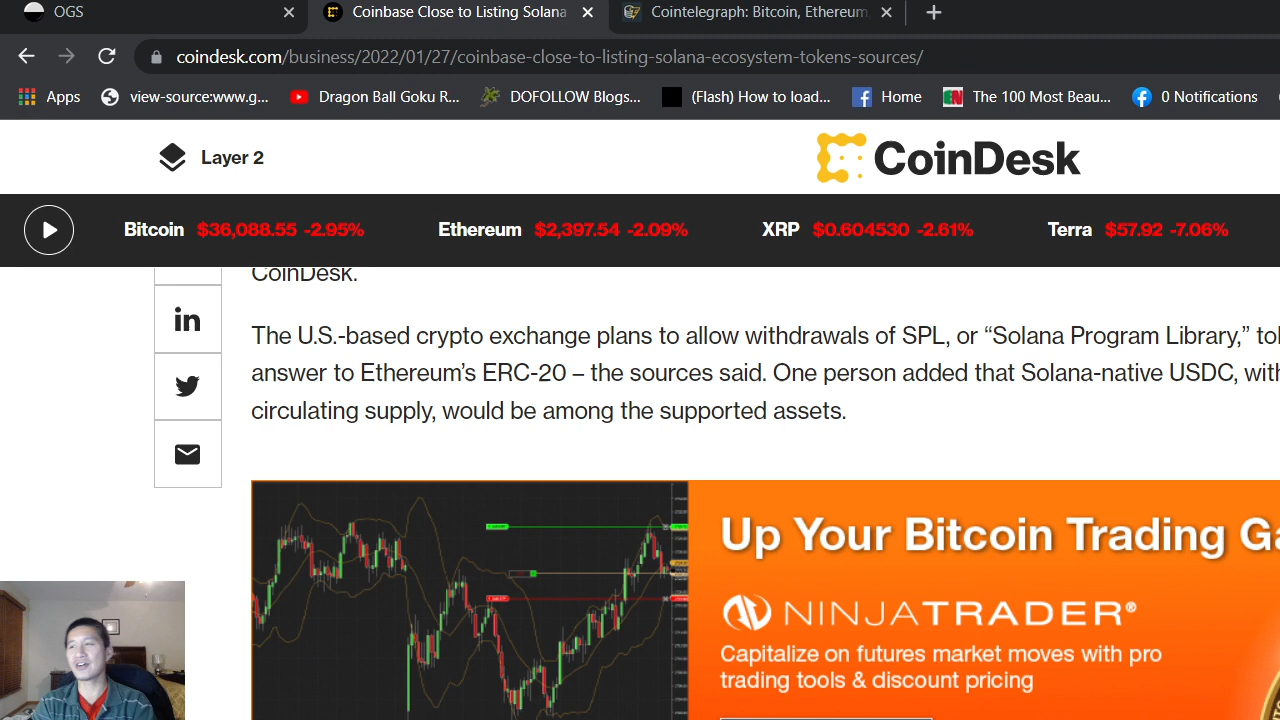 OGS
Coinbase Close to Listing Solana
Cointelegraph: Bitcoin, Ethereum,
coindesk.com/business/2022/01/27/coinbase-close-to-listing-solana-ecosystem-tokens-sources/
Apps
view-source:www.g...
Dragon Ball Goku R...
DOFOLLOW Blogs...
(Flash) How to load...
Home
The 100 Most Beau...
0 Notifications
Layer 2
CoinDesk
Bitcoin $36,088.55 -2.95%
Ethereum $2,397.54 -2.09%
XRP $0.604530 -2.61%
Terra $57.92 -7.06%
CoinDesk.
The U.S.-based crypto exchange plans to allow withdrawals of SPL, or “Solana Program Library,” tol
answer to Ethereum’s ERC-20 – the sources said. One person added that Solana-native USDC, with
circulating supply, would be among the supported assets.
in
Up Your Bitcoin Trading Ga
NINJATRADER®
Capitalize on futures market moves with pro
trading tools & discount pricing